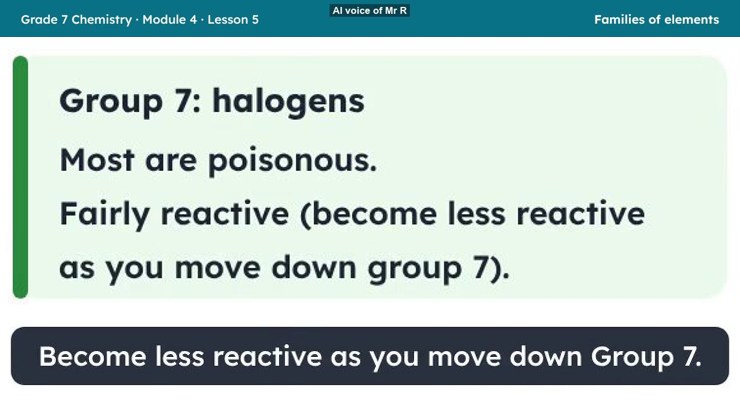 Grade 7 Chemistry · Module 4 · Lesson 5
AI voice of Mr R
Families of elements
Group 7: halogens
Most are poisonous.
Fairly reactive (become less reactive
as you move down group 7).
Become less reactive as you move down Group 7.